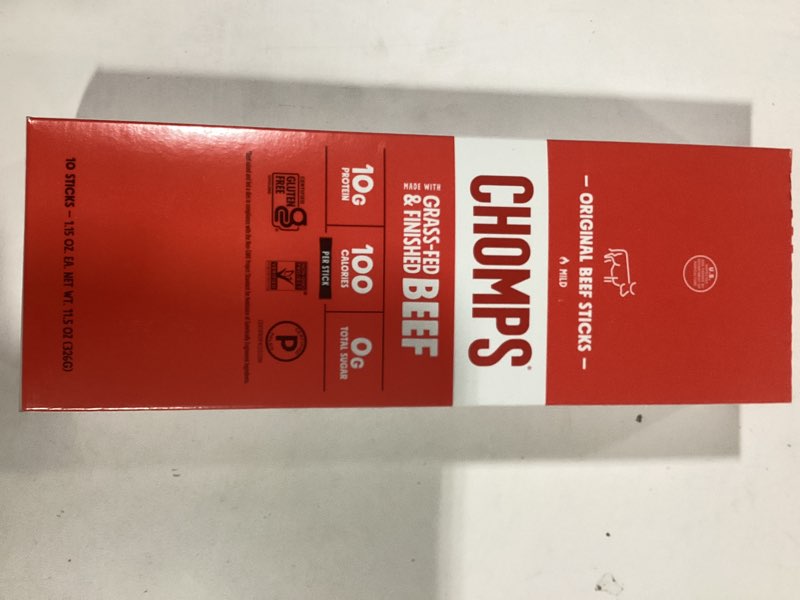 — ORIGINAL BEEF STICKS —
MILD
CHOMPS®
MADE WITH
GRASS-FED
& FINISHED
BEEF
10G
PROTEIN
100
CALORIES
0G
TOTAL SUGAR
PER STICK
CERTIFIED
GLUTEN
FREE
P
10 STICKS — 1.15 OZ. EA. NET WT. 11.5 OZ (326G)